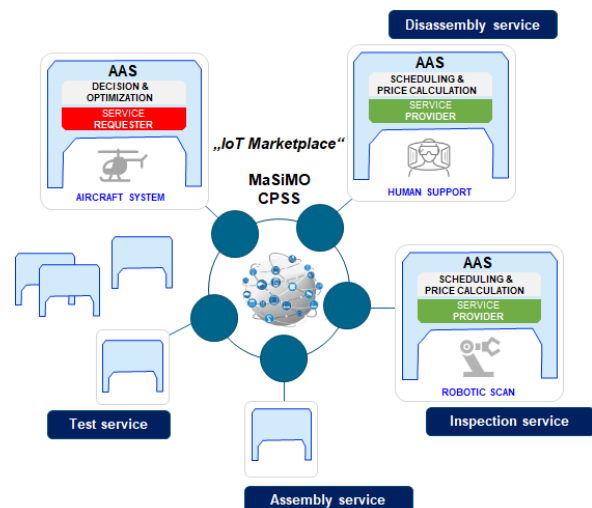 Disassembly service
AAS
DECISION &
OPTIMIZATION
SERVICE
REQUESTER
AIRCRAFT SYSTEM
„IoT Marketplace“
MaSiMO
CPSS
AAS
SCHEDULING &
PRICE CALCULATION
SERVICE
PROVIDER
HUMAN SUPPORT
AAS
SCHEDULING &
PRICE CALCULATION
SERVICE
PROVIDER
ROBOTIC SCAN
Test service
Inspection service
Assembly service